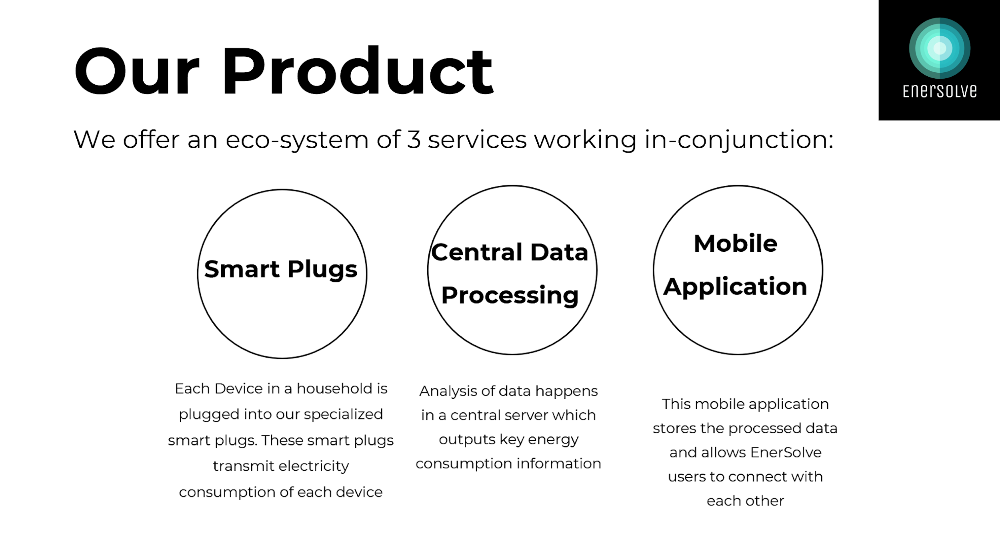 Our Product
EnerSOLVe
We offer an eco-system of 3 services working in-conjunction:
Smart Plugs
Central Data
Processing
Mobile
Application
Each Device in a household is
plugged into our specialized
smart plugs. These smart plugs
transmit electricity
consumption of each device
Analysis of data happens
in a central server which
outputs key energy
consumption information
This mobile application
stores the processed data
and allows EnerSolve
users to connect with
each other